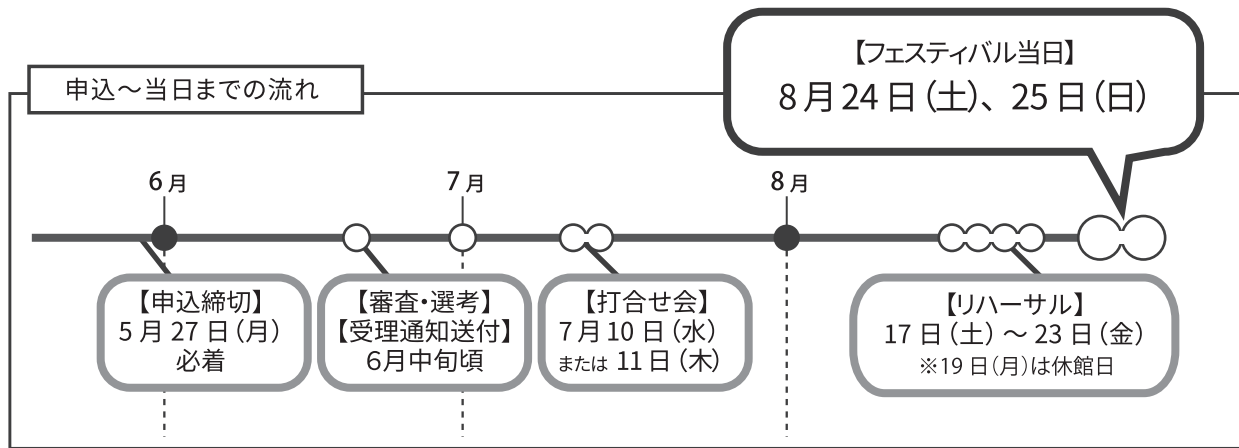 申込～当日までの流れ
【フェスティバル当日】
8月24日（土）、25日（日）
6月
7月
8月
【申込締切】
5月27日（月）
必着
【審査・選考】
【受理通知送付】
6月中旬頃
【打合せ会】
7月10日（水）
または 11日（木）
【リハーサル】
17日（土）～23日（金）
※19日（月）は休館日